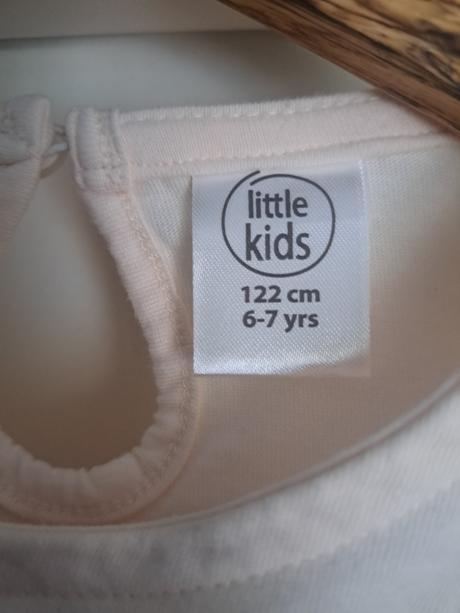 little
kids
122 cm
6-7 yrs